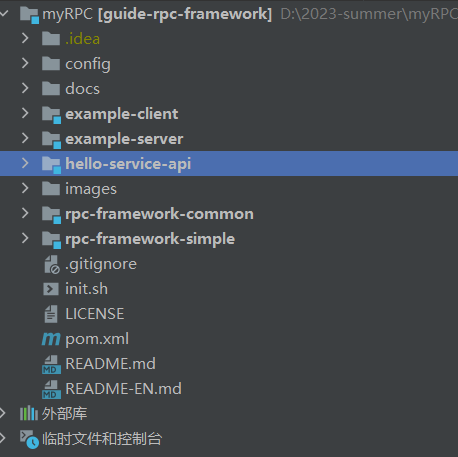 myRPC [guide-rpc-framework] D:\2023-summer\myRPC
.idea
config
docs
example-client
example-server
hello-service-api
images
rpc-framework-common
rpc-framework-simple
.gitignore
init.sh
LICENSE
m pom.xml
MD README.md
MD README-EN.md
外部库
临时文件和控制台